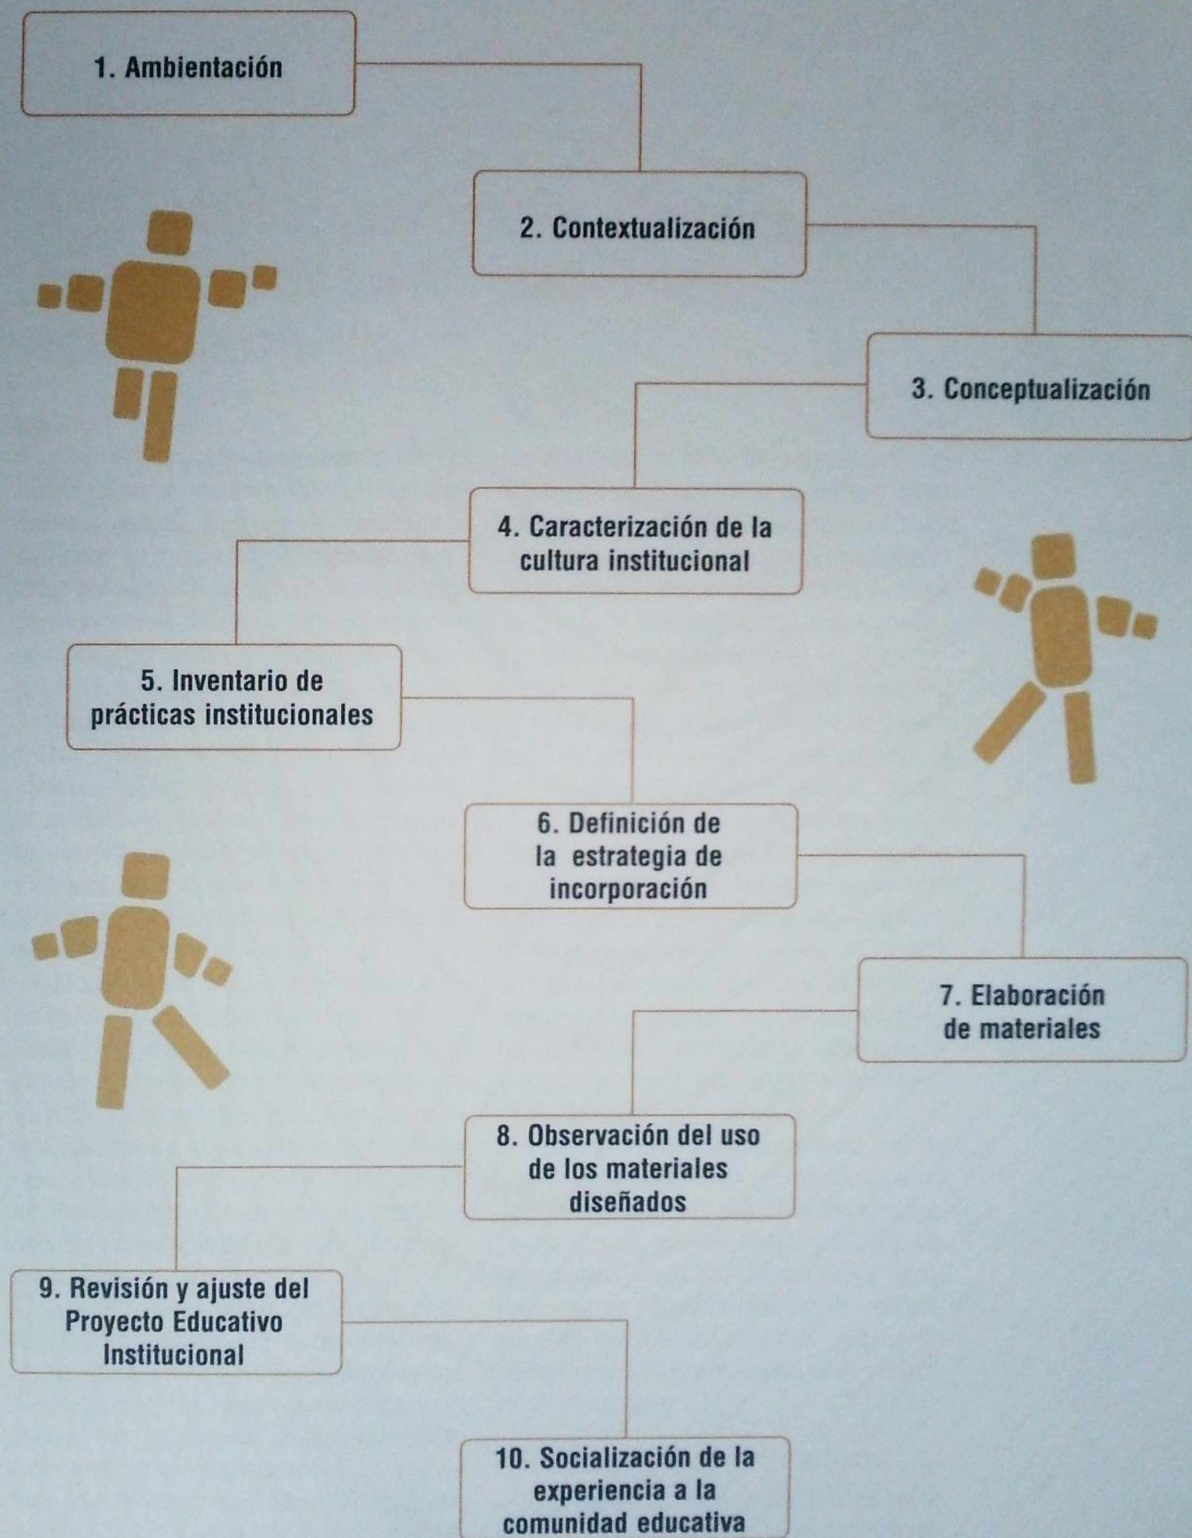 1. Ambientación
2. Contextualización
3. Conceptualización
4. Caracterización de la
cultura institucional
5. Inventario de
prácticas institucionales
6. Definición de
la estrategia de
incorporación
7. Elaboración
de materiales
8. Observación del uso
de los materiales
diseñados
9. Revisión y ajuste del
Proyecto Educativo
Institucional
10. Socialización de la
experiencia a la
comunidad educativa